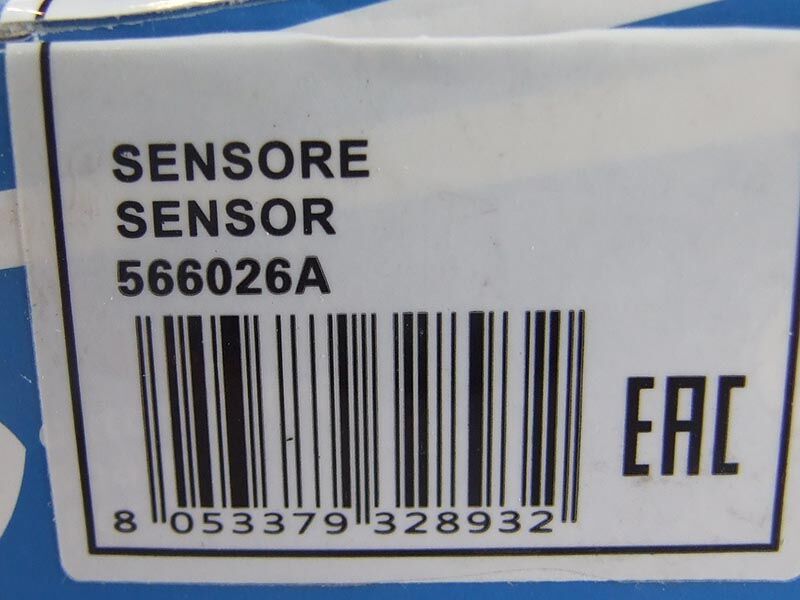 SENSORE
SENSOR
566026A
EAC
8 053379 328932